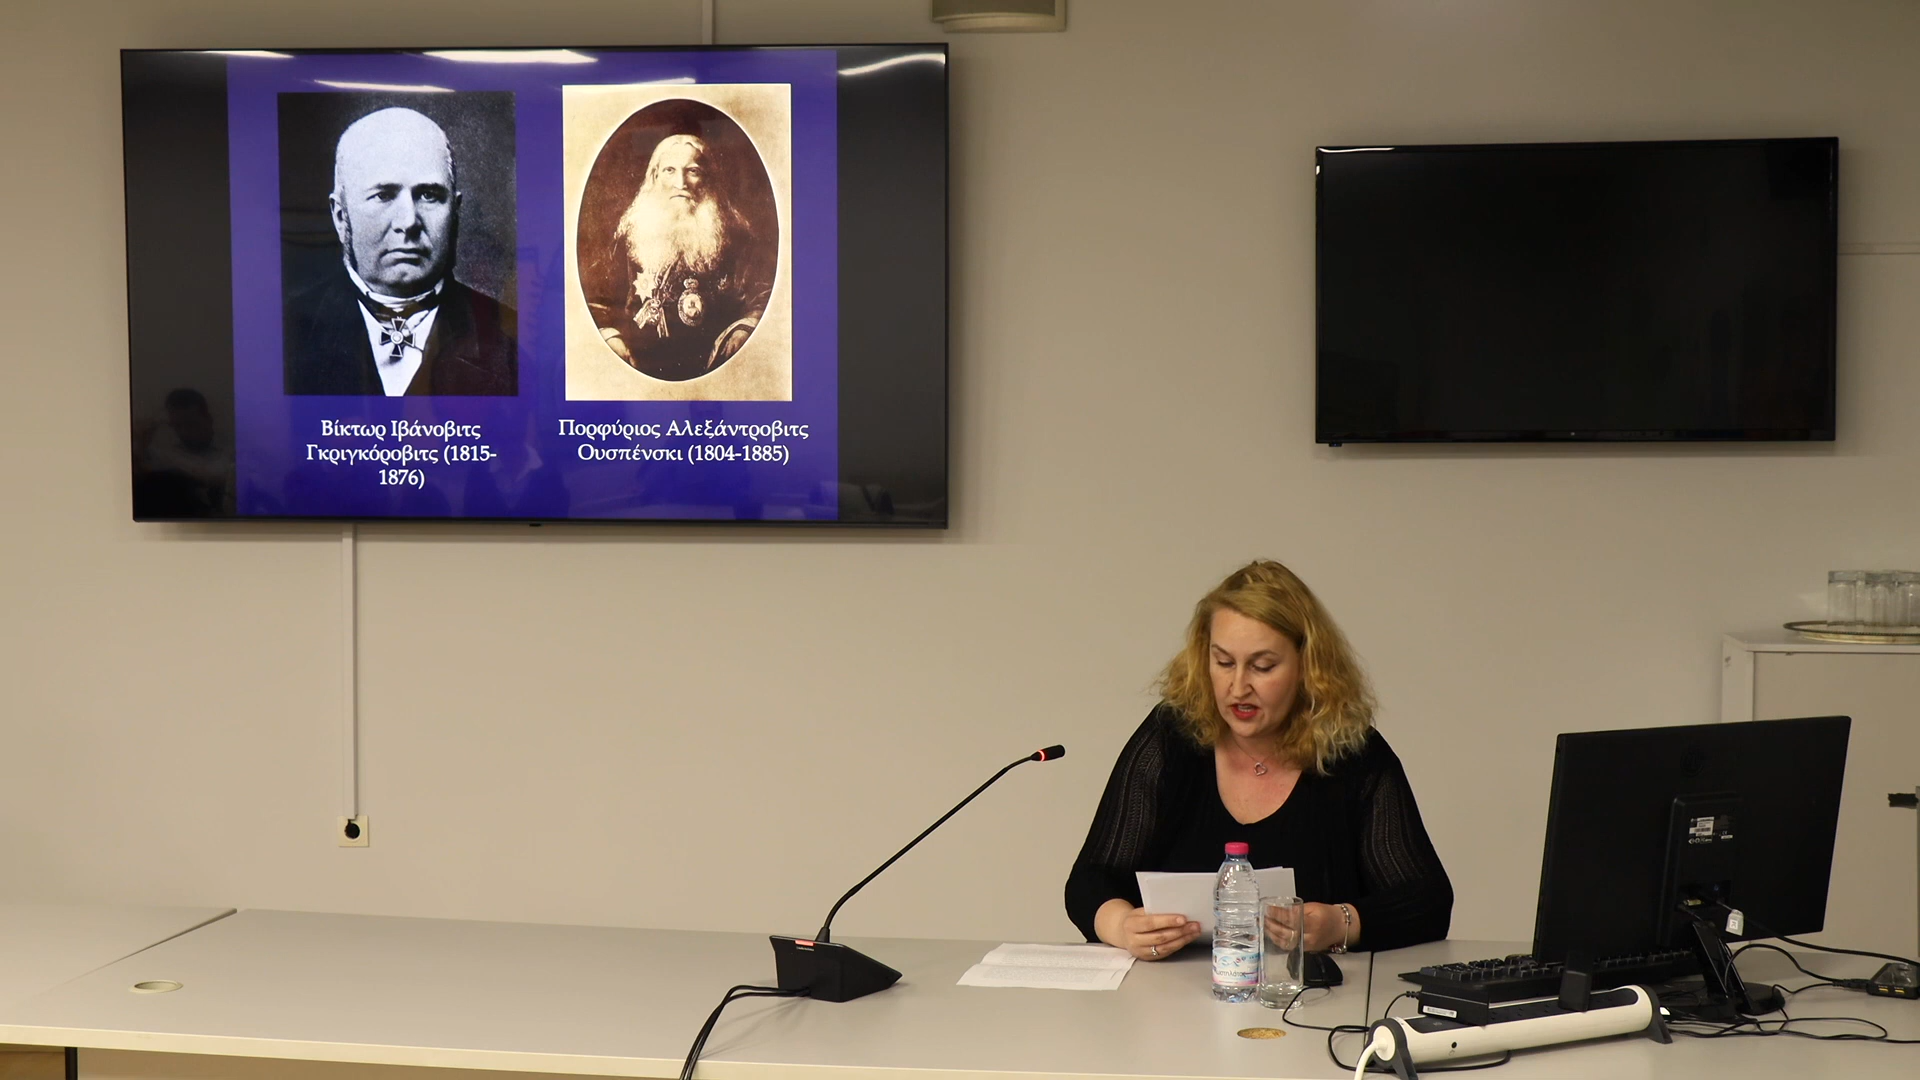 Βίκτωρ Ιβάνοβιτς
Γκριγκόροβιτς (1815-
1876)
Πορφύριος Αλεξάντροβιτς
Ουσπένσκι (1804-1885)